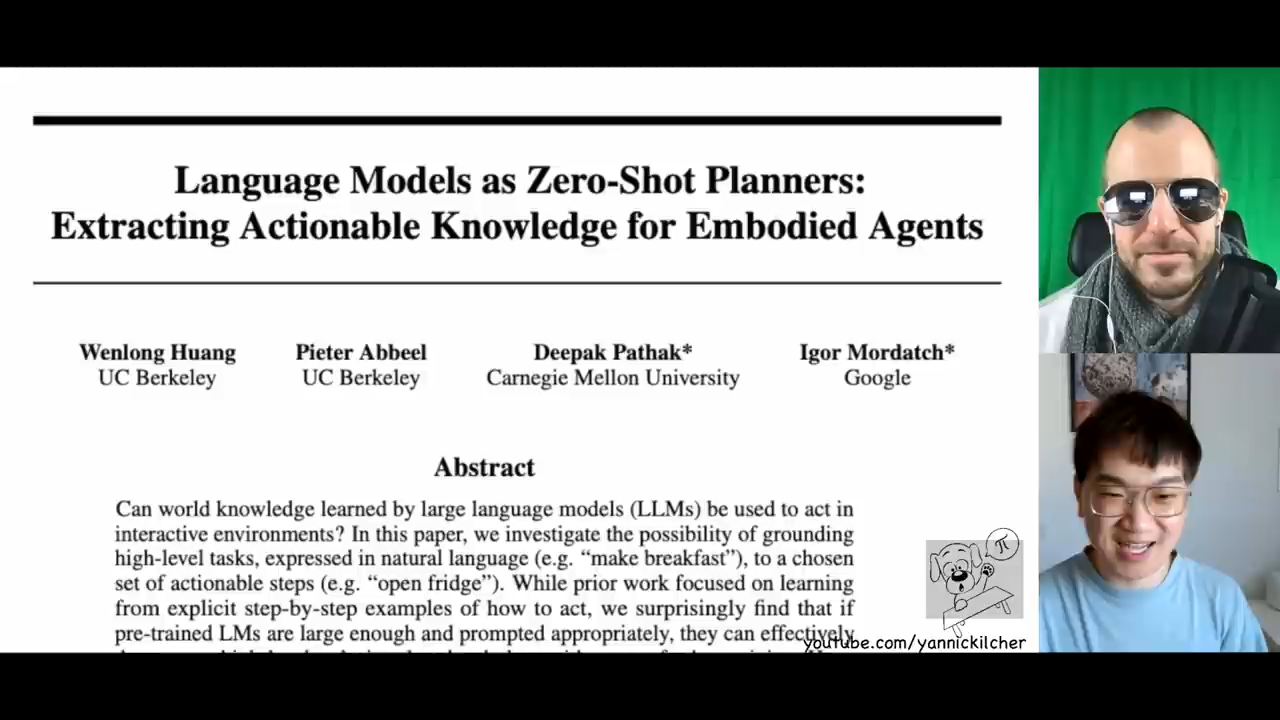 Language Models as Zero-Shot Planners:
Extracting Actionable Knowledge for Embodied Agents
Wenlong Huang
UC Berkeley
Pieter Abbeel
UC Berkeley
Deepak Pathak*
Carnegie Mellon University
Igor Mordatch*
Google
Abstract
Can world knowledge learned by large language models (LLMs) be used to act in
interactive environments? In this paper, we investigate the possibility of grounding
high-level tasks, expressed in natural language (e.g. “make breakfast”), to a chosen
set of actionable steps (e.g. “open fridge”). While prior work focused on learning
from explicit step-by-step examples of how to act, we surprisingly find that if
pre-trained LMs are large enough and prompted appropriately, they can effectively
π
youtube.com/yannickilcher